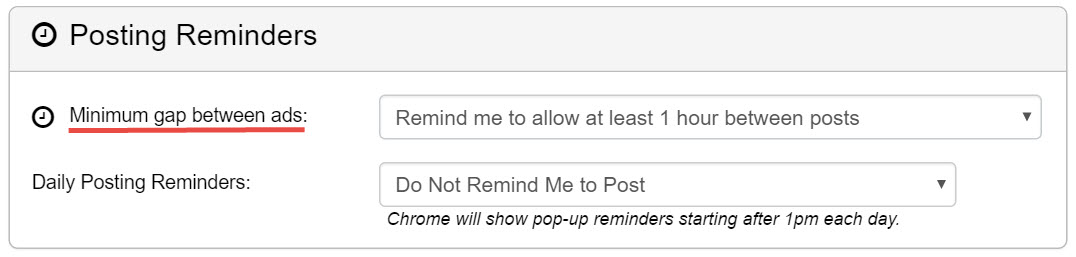 Posting Reminders
Minimum gap between ads: Remind me to allow at least 1 hour between posts
Daily Posting Reminders: Do Not Remind Me to Post
Chrome will show pop-up reminders starting after 1pm each day.